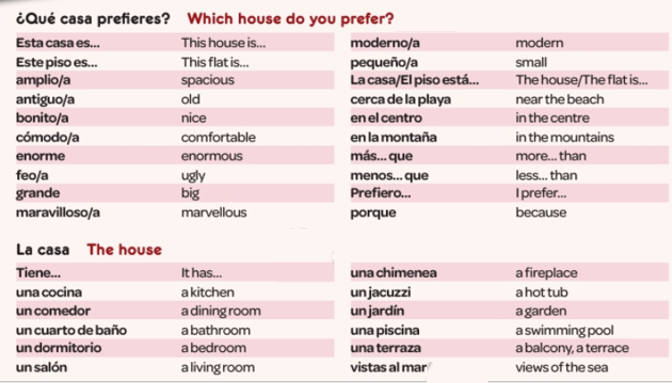 ¿Qué casa prefieres? Which house do you prefer?
Esta casa es... This house is...
Este piso es... This flat is...
amplio/a spacious
antiguo/a old
bonito/a nice
cómodo/a comfortable
enorme enormous
feo/a ugly
grande big
maravilloso/a marvellous
moderno/a modern
pequeño/a small
La casa/El piso está... The house/The flat is...
cerca de la playa near the beach
en el centro in the centre
en la montaña in the mountains
más... que more... than
menos... que less... than
Prefiero... I prefer...
porque because
La casa The house
Tiene... It has...
una cocina a kitchen
un comedor a dining room
un cuarto de baño a bathroom
un dormitorio a bedroom
un salón a living room
una chimenea a fireplace
un jacuzzi a hot tub
un jardín a garden
una piscina a swimming pool
una terraza a balcony, a terrace
vistas al mar views of the sea